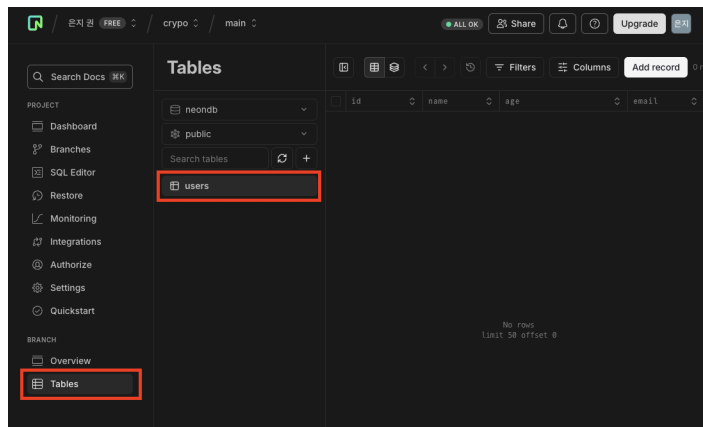 은지 권 FREE / crypo / main
ALL OK
Share
Upgrade
은지
Search Docs ⌘K
PROJECT
Dashboard
Branches
SQL Editor
Restore
Monitoring
Integrations
Authorize
Settings
Quickstart
BRANCH
Overview
Tables
Tables
neondb
public
Search tables
users
Filters
Columns
Add record
0
id name age email
No rows
limit 50 offset 0